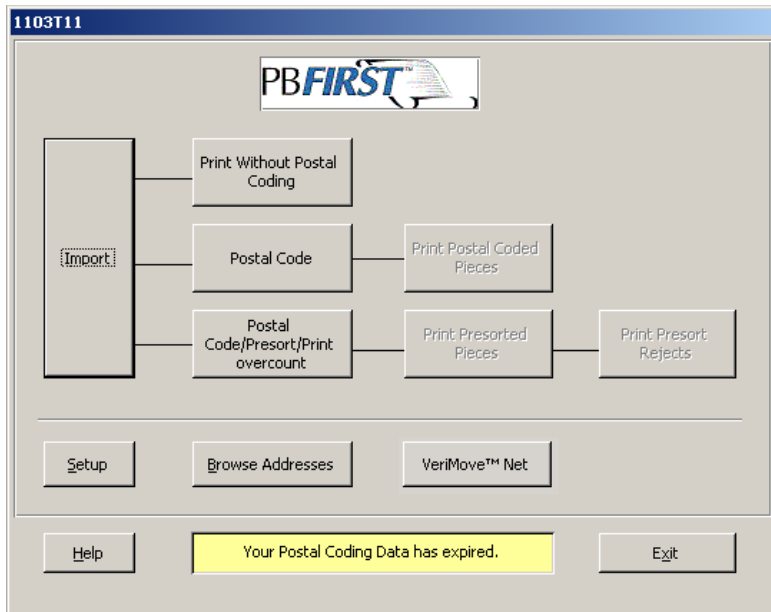 1103T11
PBFIRST™
Print Without Postal
Coding
Import
Postal Code
Print Postal Coded
Pieces
Postal
Code/Presort/Print
overcount
Print Presorted
Pieces
Print Presort
Rejects
Setup
Browse Addresses
VeriMove™ Net
Help
Your Postal Coding Data has expired.
Exit